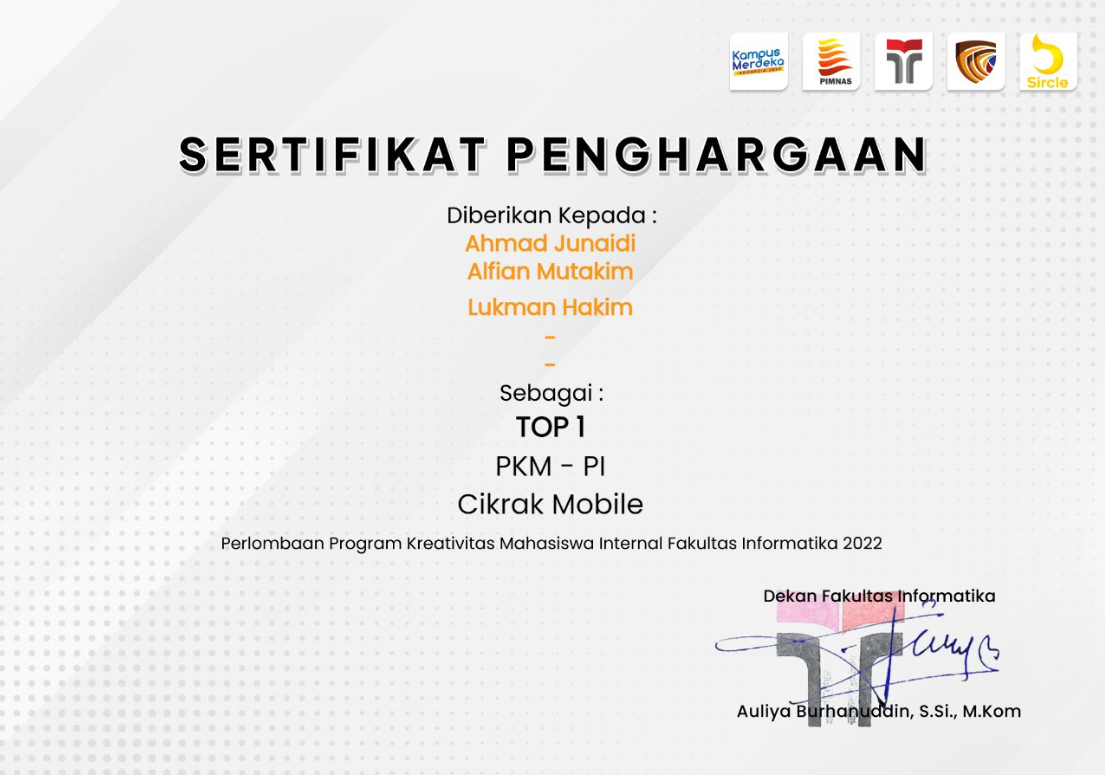 Kampus
Merdeka
INDONESIA JAYA
PIMNAS
Sircle
SERTIFIKAT PENGHARGAAN
Diberikan Kepada :
Ahmad Junaidi
Alfian Mutakim
Lukman Hakim
-
-
Sebagai :
TOP 1
PKM - PI
Cikrak Mobile
Perlombaan Program Kreativitas Mahasiswa Internal Fakultas Informatika 2022
Dekan Fakultas Informatika
Auliya Burhanuddin, S.Si., M.Kom